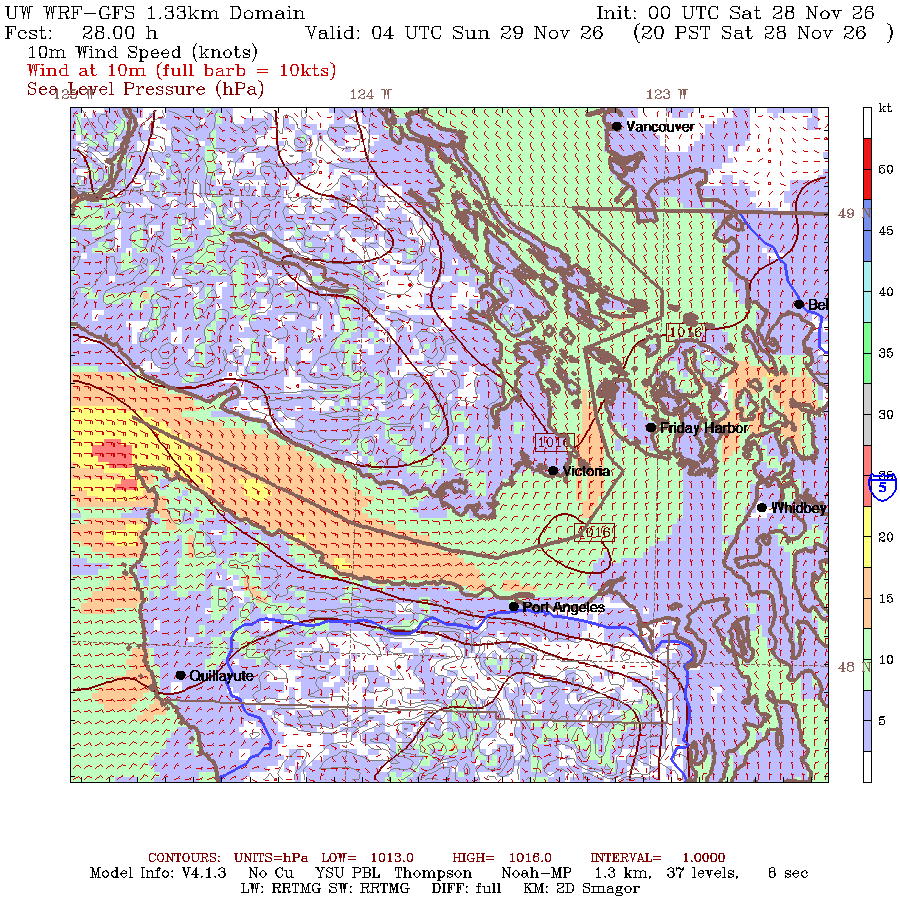 UW WRF-GFS 1.33km Domain Init: 00 UTC Sat 28 Nov 26
Fcst: 28.00 h Valid: 04 UTC Sun 29 Nov 26 (20 PST Sat 28 Nov 26 )
10m Wind Speed (knots)
Wind at 10m (full barb = 10kts)
Sea Level Pressure (hPa)
124 W 123 W
kt
Vancouver
60
49 N
45
40
Bel
1016
35
30
Friday Harbor
1016
Victoria
25
5
Whidbey
1016
20
15
Port Angeles
10
48 N
Quillayute
5
CONTOURS: UNITS=hPa LOW= 1013.0 HIGH= 1016.0 INTERVAL= 1.0000
Model Info: V4.1.3 No Cu YSU PBL Thompson Noah-MP 1.3 km, 37 levels, 8 sec
LW: RRTMG SW: RRTMG DIFF: full KM: 2D Smagor